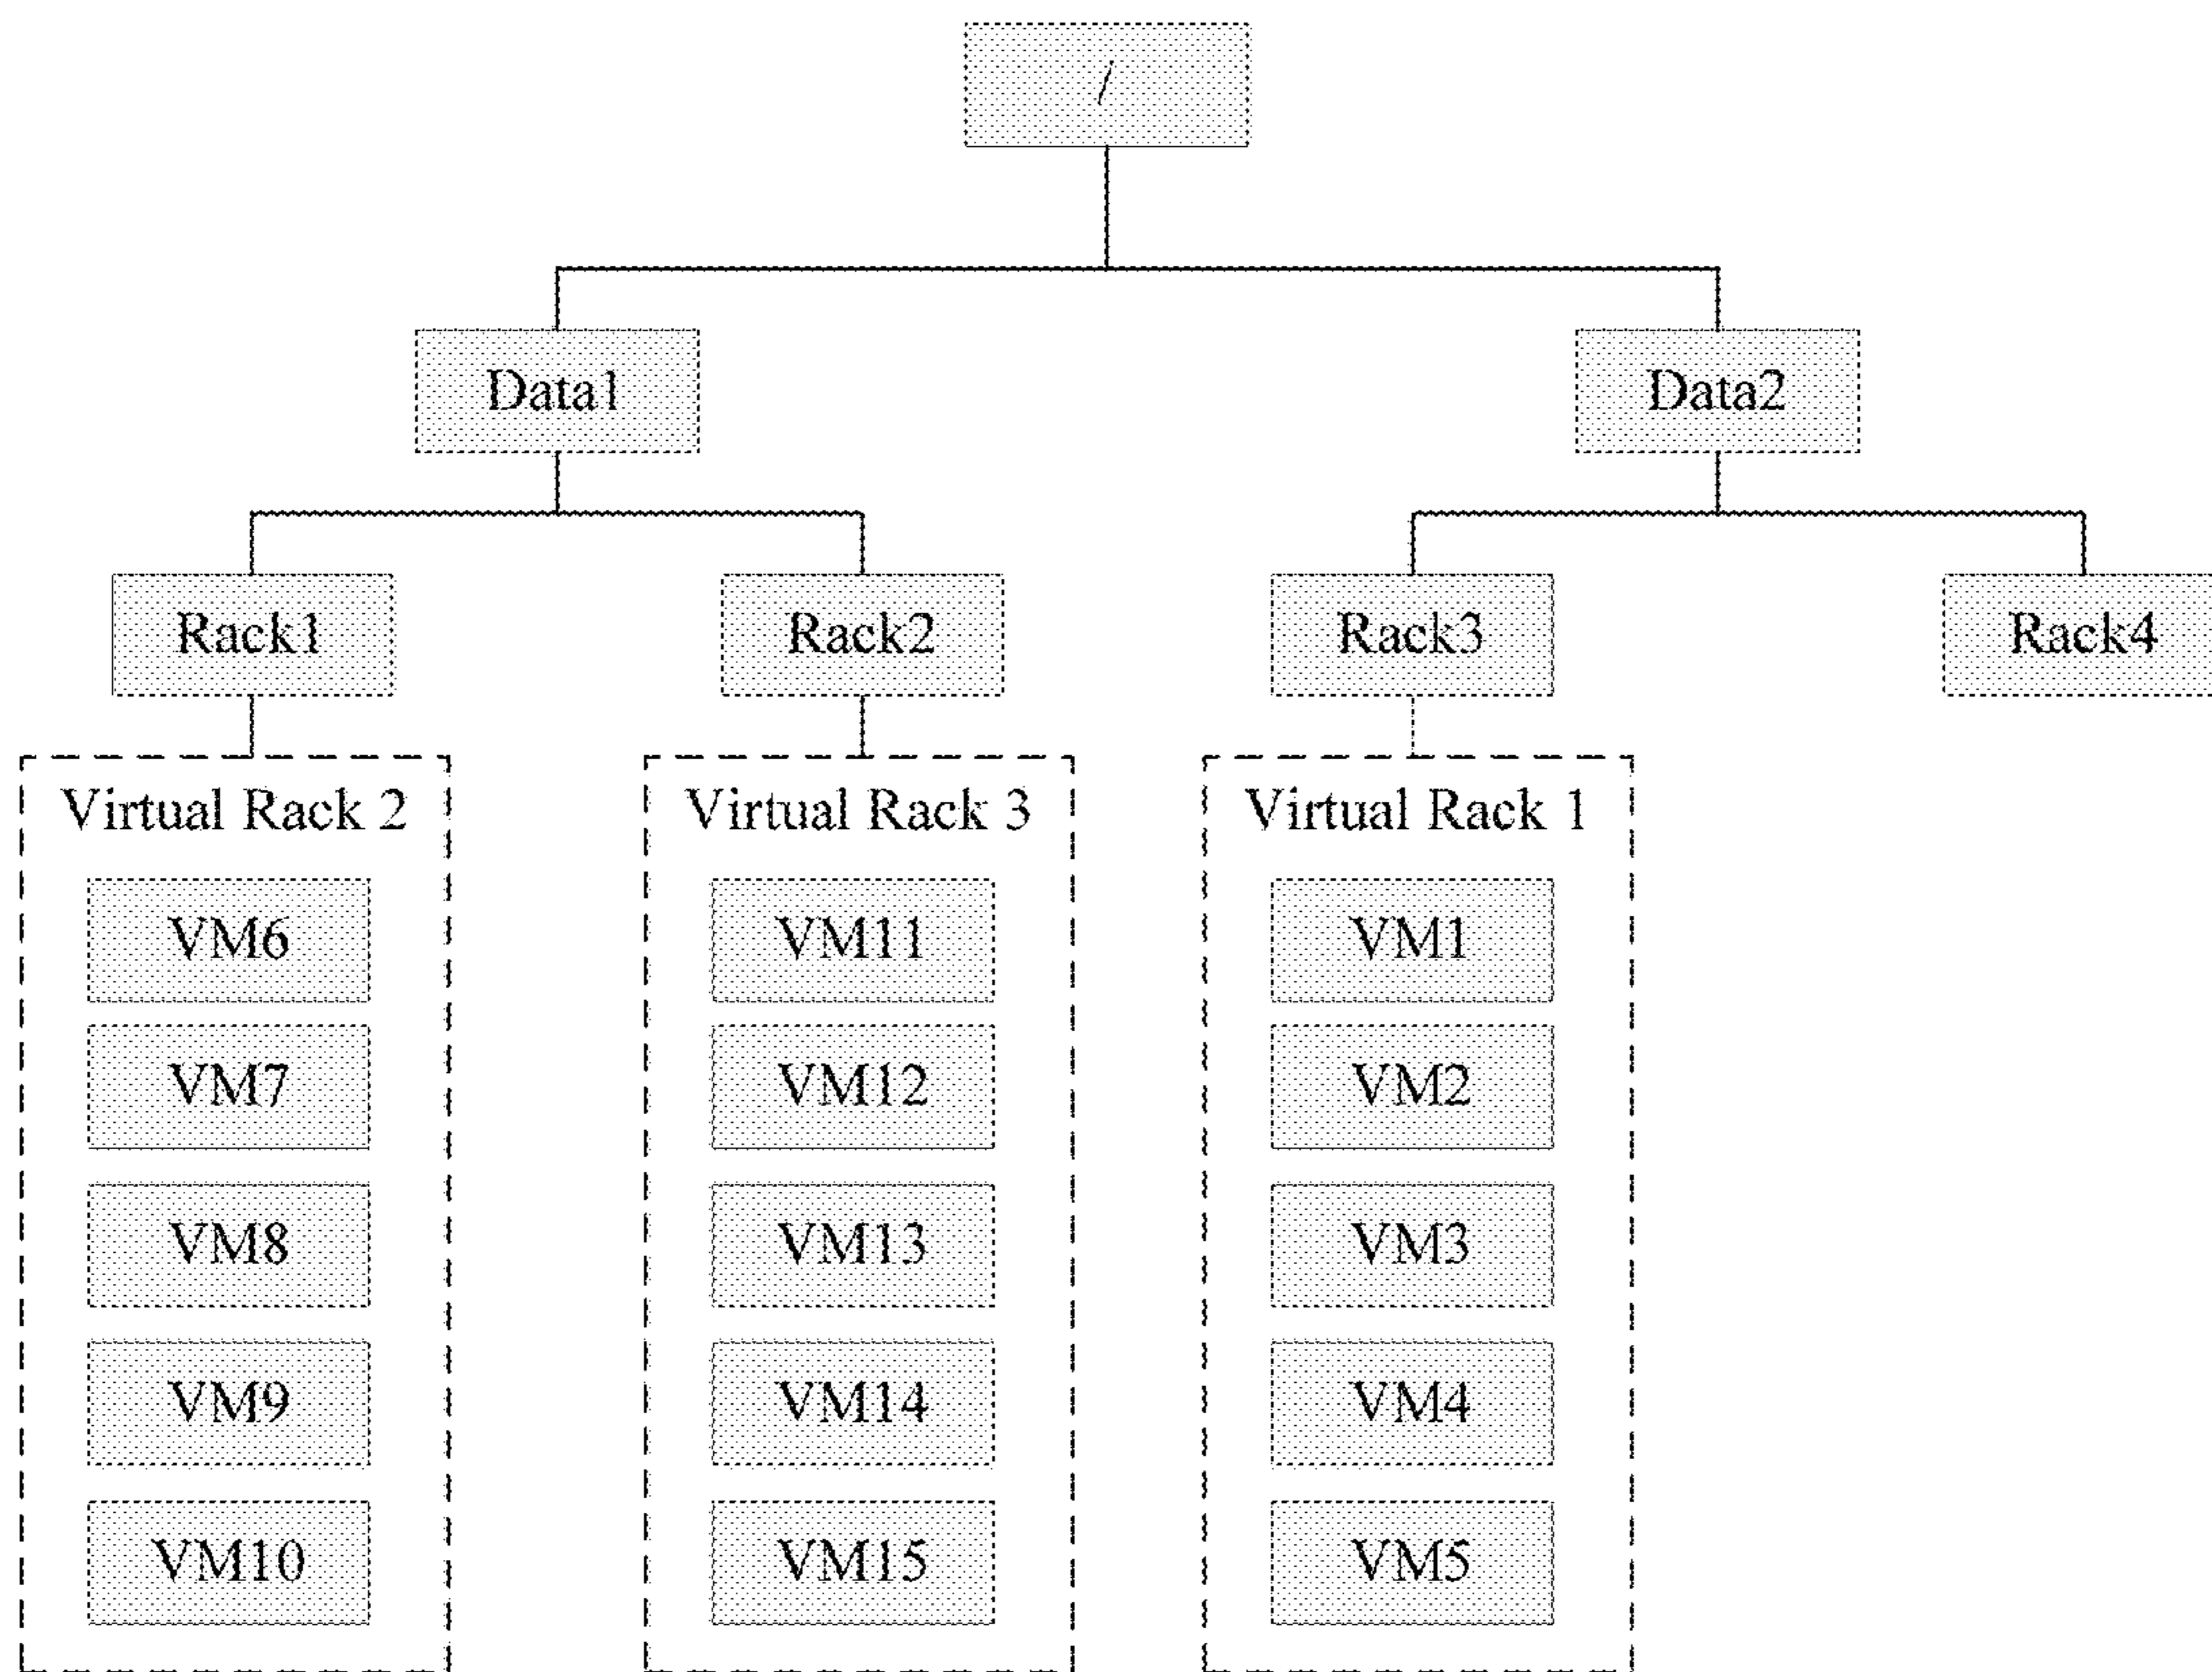 /
Data1
Data2
Rack1
Rack2
Rack3
Rack4
Virtual Rack 2
VM6
VM7
VM8
VM9
VM10
Virtual Rack 3
VM11
VM12
VM13
VM14
VM15
Virtual Rack 1
VM1
VM2
VM3
VM4
VM5